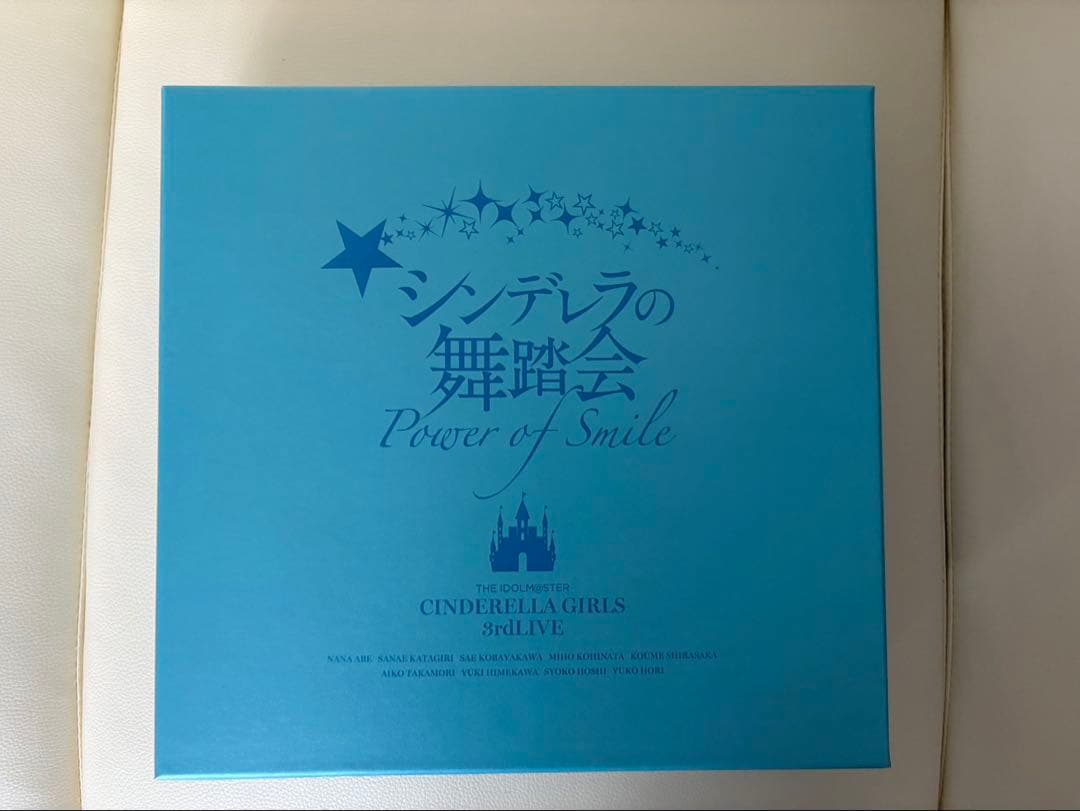 シンデレラの
舞踏会
Power of Smile
THE IDOLM@STER
CINDERELLA GIRLS
3rdLIVE
NANA ABE SANAE KATAGIRI SAE KOBAYAKAWA MIHO KOHINATA KOUME SHIRASAKA
AIKO TAKAMORI YUKI HIMEKAWA SYOKO HOSHI YUKO HORI